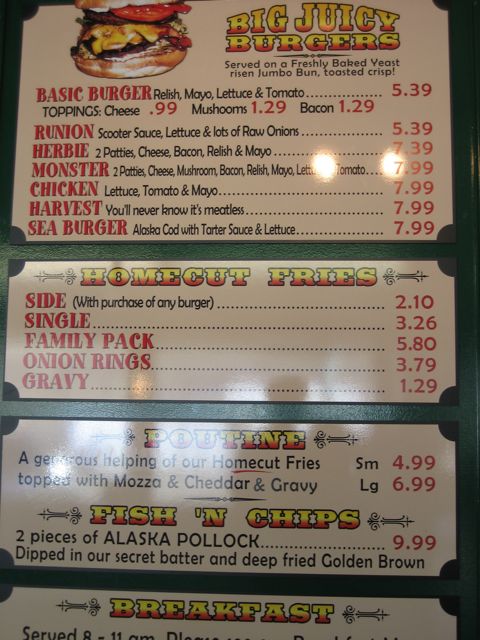 BIG JUICY
BURGERS
Served on a Freshly Baked Yeast
risen Jumbo Bun, toasted crisp!
BASIC BURGER Relish, Mayo, Lettuce & Tomato 5.39
TOPPINGS: Cheese .99 Mushooms 1.29 Bacon 1.29
RUNION Scooter Sauce, Lettuce & lots of Raw Onions 5.39
HERBIE 2 Patties, Cheese, Bacon, Relish & Mayo 7.39
MONSTER 2 Patties, Cheese, Mushroom, Bacon, Relish, Mayo, Tomato 7.99
CHICKEN Lettuce, Tomato & Mayo 7.99
HARVEST You'll never know it's meatless 7.99
SEA BURGER Alaska Cod with Tarter Sauce & Lettuce 7.99
HOMECUT FRIES
SIDE (With purchase of any burger) 2.10
SINGLE 3.26
FAMILY PACK 5.80
ONION RINGS 3.79
GRAVY 1.29
POUTINE
A generous helping of our Homecut Fries Sm 4.99
topped with Mozza & Cheddar & Gravy Lg 6.99
FISH 'N CHIPS
2 pieces of ALASKA POLLOCK 9.99
Dipped in our secret batter and deep fried Golden Brown
BREAKFAST
Served 8 - 11 am